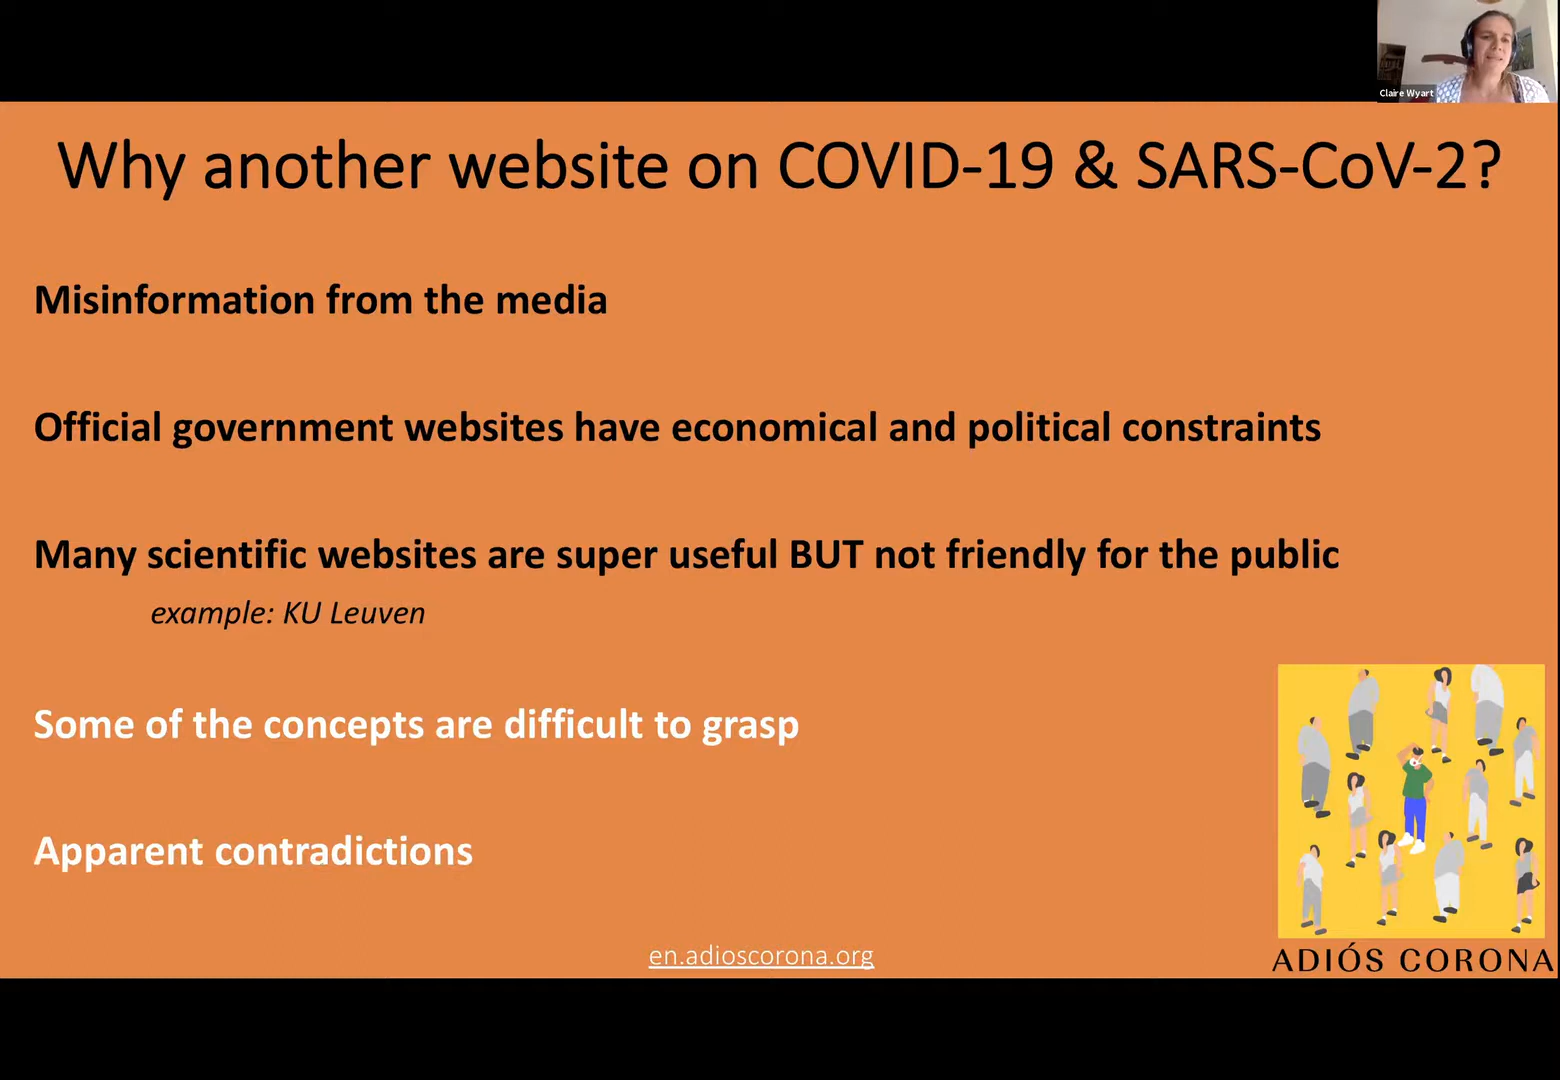 Claire Wyart
Why another website on COVID-19 & SARS-CoV-2?
Misinformation from the media
Official government websites have economical and political constraints
Many scientific websites are super useful BUT not friendly for the public
example: KU Leuven
Some of the concepts are difficult to grasp
Apparent contradictions
en.adioscorona.org
ADIÓS CORONA